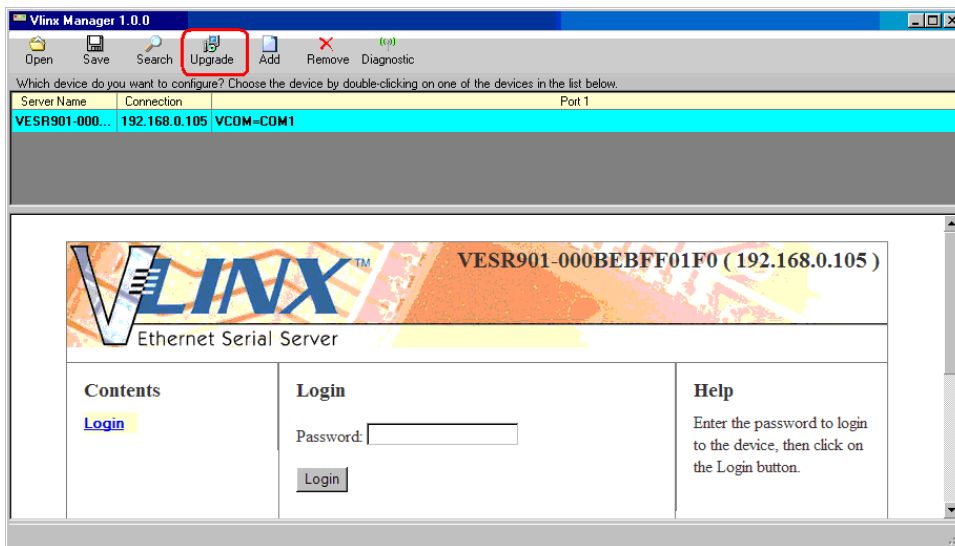 Vlinx Manager 1.0.0
Open Save Search Upgrade Add Remove Diagnostic
Which device do you want to configure? Choose the device by double-clicking on one of the devices in the list below.
Server Name Connection Port 1
VESR901-000... 192.168.0.105 VCOM=COM1
VLINX™
VESR901-000BEBFF01F0 ( 192.168.0.105 )
Ethernet Serial Server
Contents
Login
Login
Password:
Login
Help
Enter the password to login
to the device, then click on
the Login button.